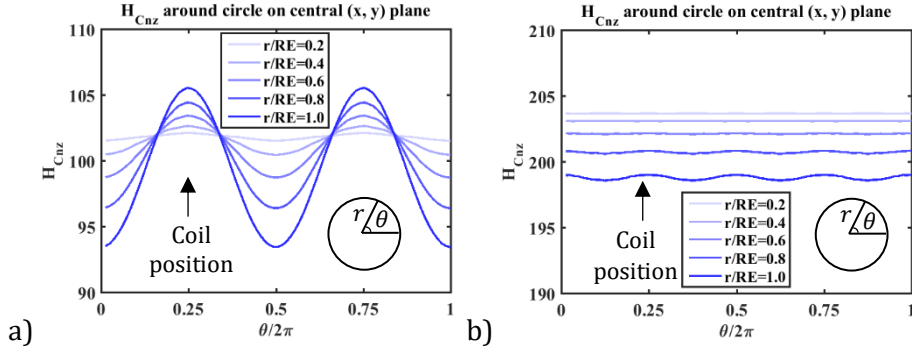 H_Cnz around circle on central (x, y) plane
110
105
100
95
90
H_Cnz
r/RE=0.2
r/RE=0.4
r/RE=0.6
r/RE=0.8
r/RE=1.0
Coil
position
r θ
0 0.25 0.50 0.75 1
θ/2π
a)
H_Cnz around circle on central (x, y) plane
210
205
200
195
190
H_Cnz
r/RE=0.2
r/RE=0.4
r/RE=0.6
r/RE=0.8
r/RE=1.0
Coil
position
r θ
0 0.25 0.50 0.75 1
θ/2π
b)